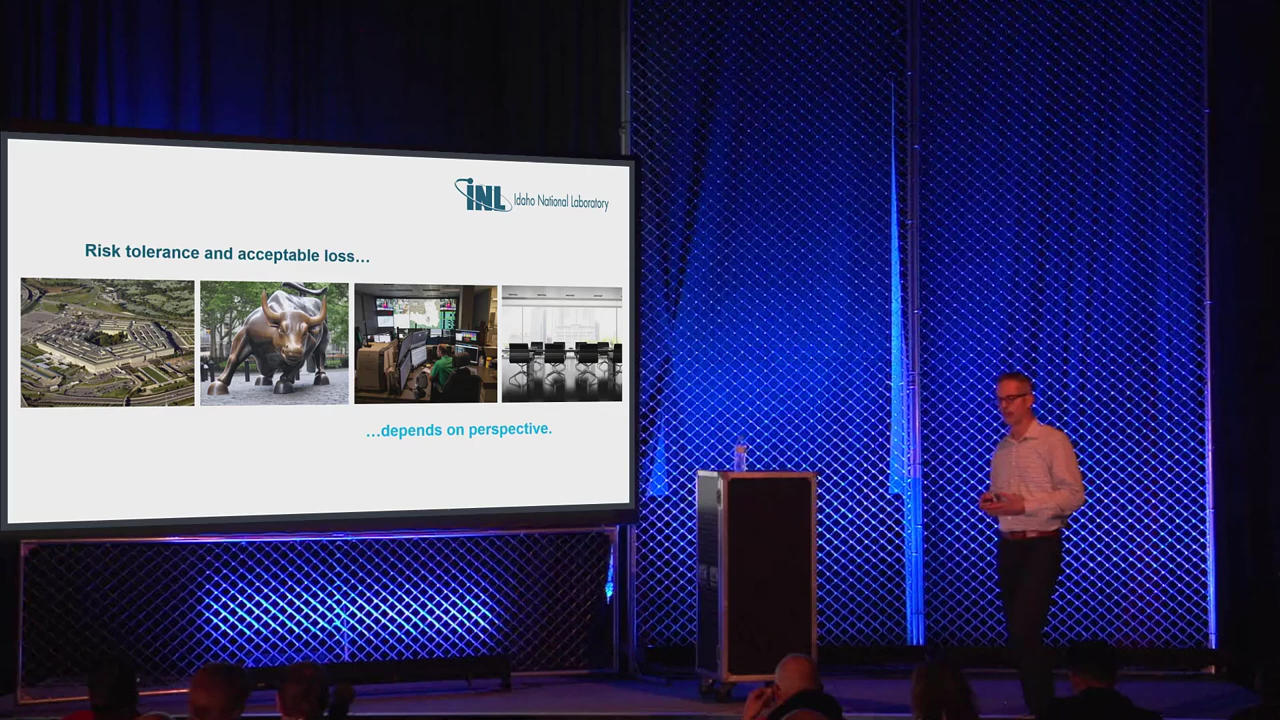 INL Idaho National Laboratory
Risk tolerance and acceptable loss…
…depends on perspective.